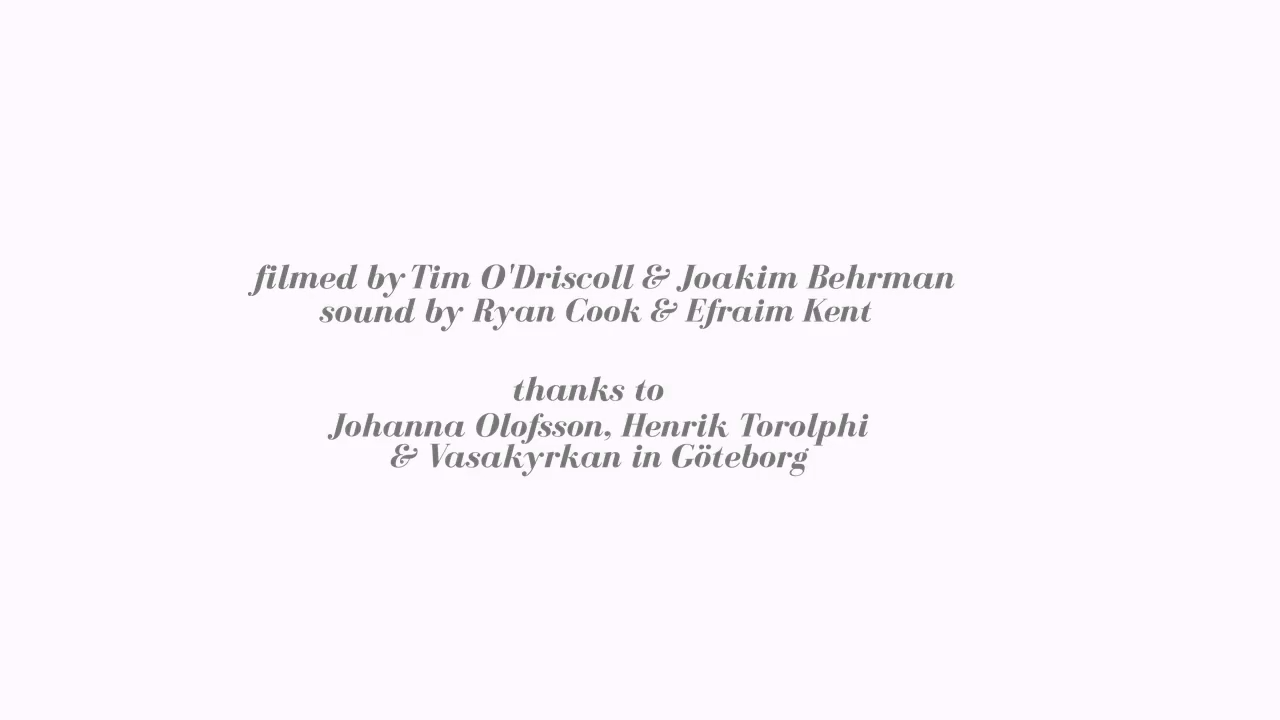 filmed by Tim O'Driscoll & Joakim Behrman
sound by Ryan Cook & Efraim Kent
thanks to
Johanna Olofsson, Henrik Torolphi
& Vasakyrkan in Göteborg